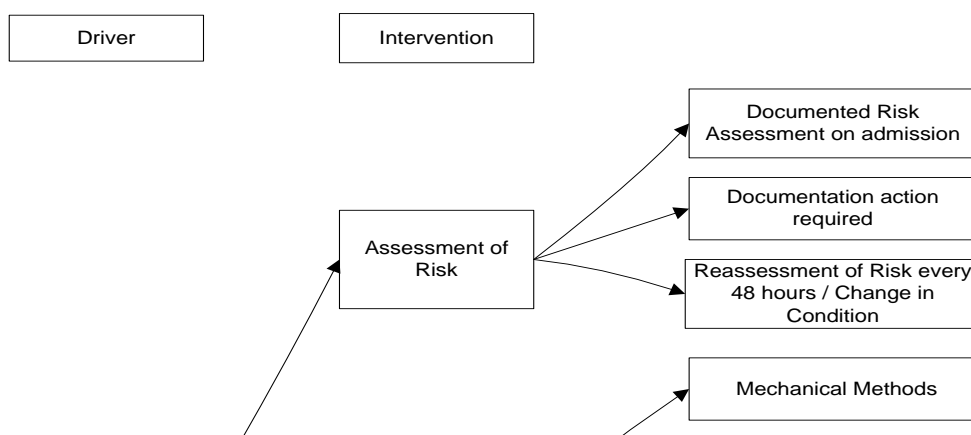 Driver
Intervention
Documented Risk
Assessment on admission
Documentation action
required
Assessment of
Risk
Reassessment of Risk every
48 hours / Change in
Condition
Mechanical Methods